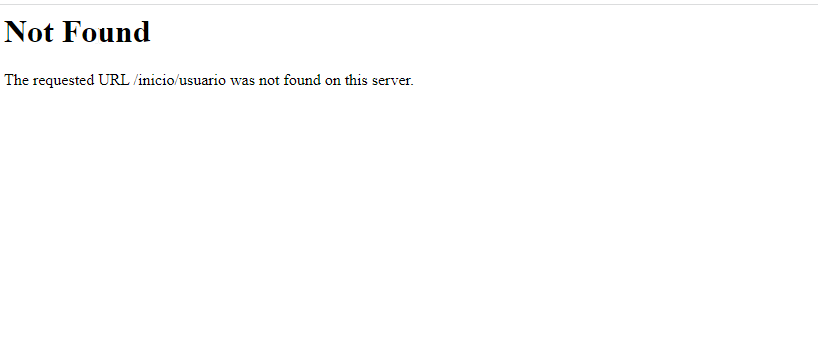 Not Found
The requested URL /inicio/usuario was not found on this server.